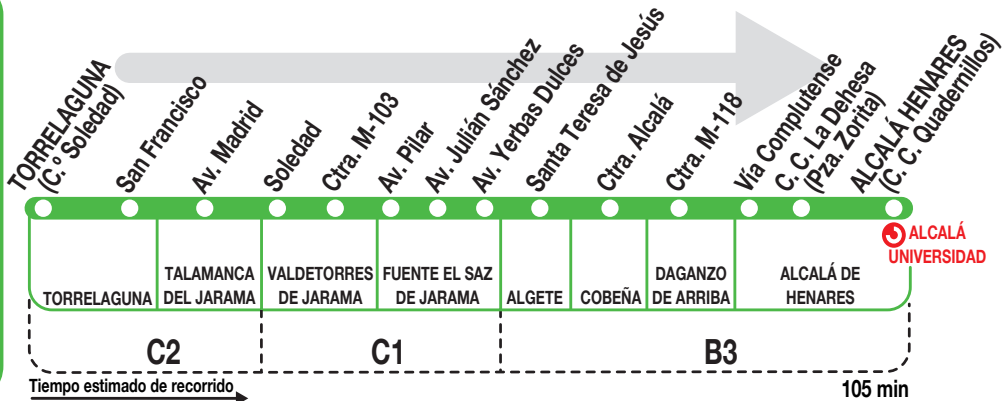 TORRELAGUNA
(C.º Soledad)
San Francisco
Av. Madrid
Soledad
Ctra. M-103
Av. Pilar
Av. Julián Sánchez
Av. Yerbas Dulces
Santa Teresa de Jesús
Ctra. Alcalá
Ctra. M-118
Vía Complutense
C. C. La Dehesa
(Pza. Zorita)
ALCALÁ HENARES
(C. C. Quadernillos)
ALCALÁ
UNIVERSIDAD
TORRELAGUNA
TALAMANCA
DEL JARAMA
VALDETORRES
DE JARAMA
FUENTE EL SAZ
DE JARAMA
ALGETE
COBEÑA
DAGANZO
DE ARRIBA
ALCALÁ DE
HENARES
C2
C1
B3
Tiempo estimado de recorrido
105 min